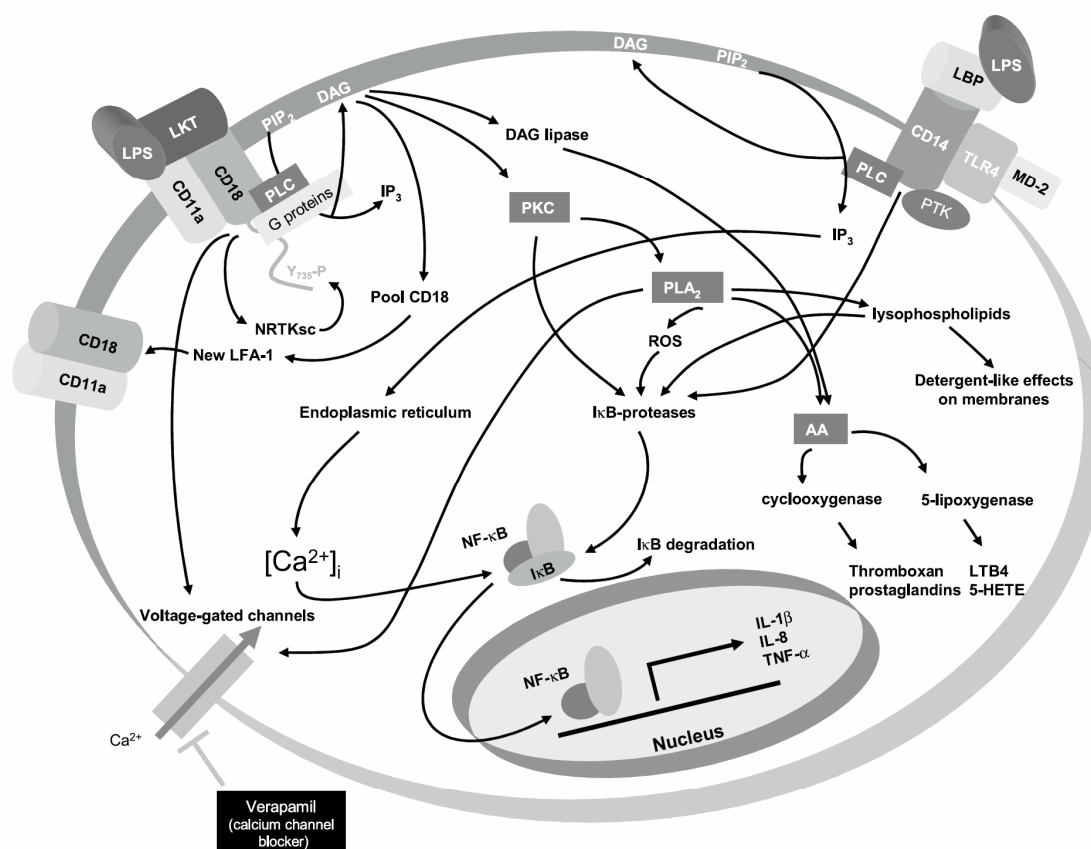 DAG
PIP2
LPS
LBP
DAG
PIP2
LKT
LPS
CD18
CD11a
PLC
G proteins
IP3
DAG lipase
CD14
TLR4
MD-2
PLC
PTK
PKC
IP3
Y735-P
NRTKsc
Pool CD18
PLA2
lysophospholipids
ROS
CD18
CD11a
New LFA-1
Detergent-like effects
on membranes
Endoplasmic reticulum
IκB-proteases
AA
cyclooxygenase
5-lipoxygenase
NF-κB
IκB
IκB degradation
[Ca2+]i
Thromboxan
prostaglandins
LTB4
5-HETE
Voltage-gated channels
IL-1β
IL-8
TNF-α
NF-κB
Nucleus
Ca2+
Verapamil
(calcium channel
blocker)